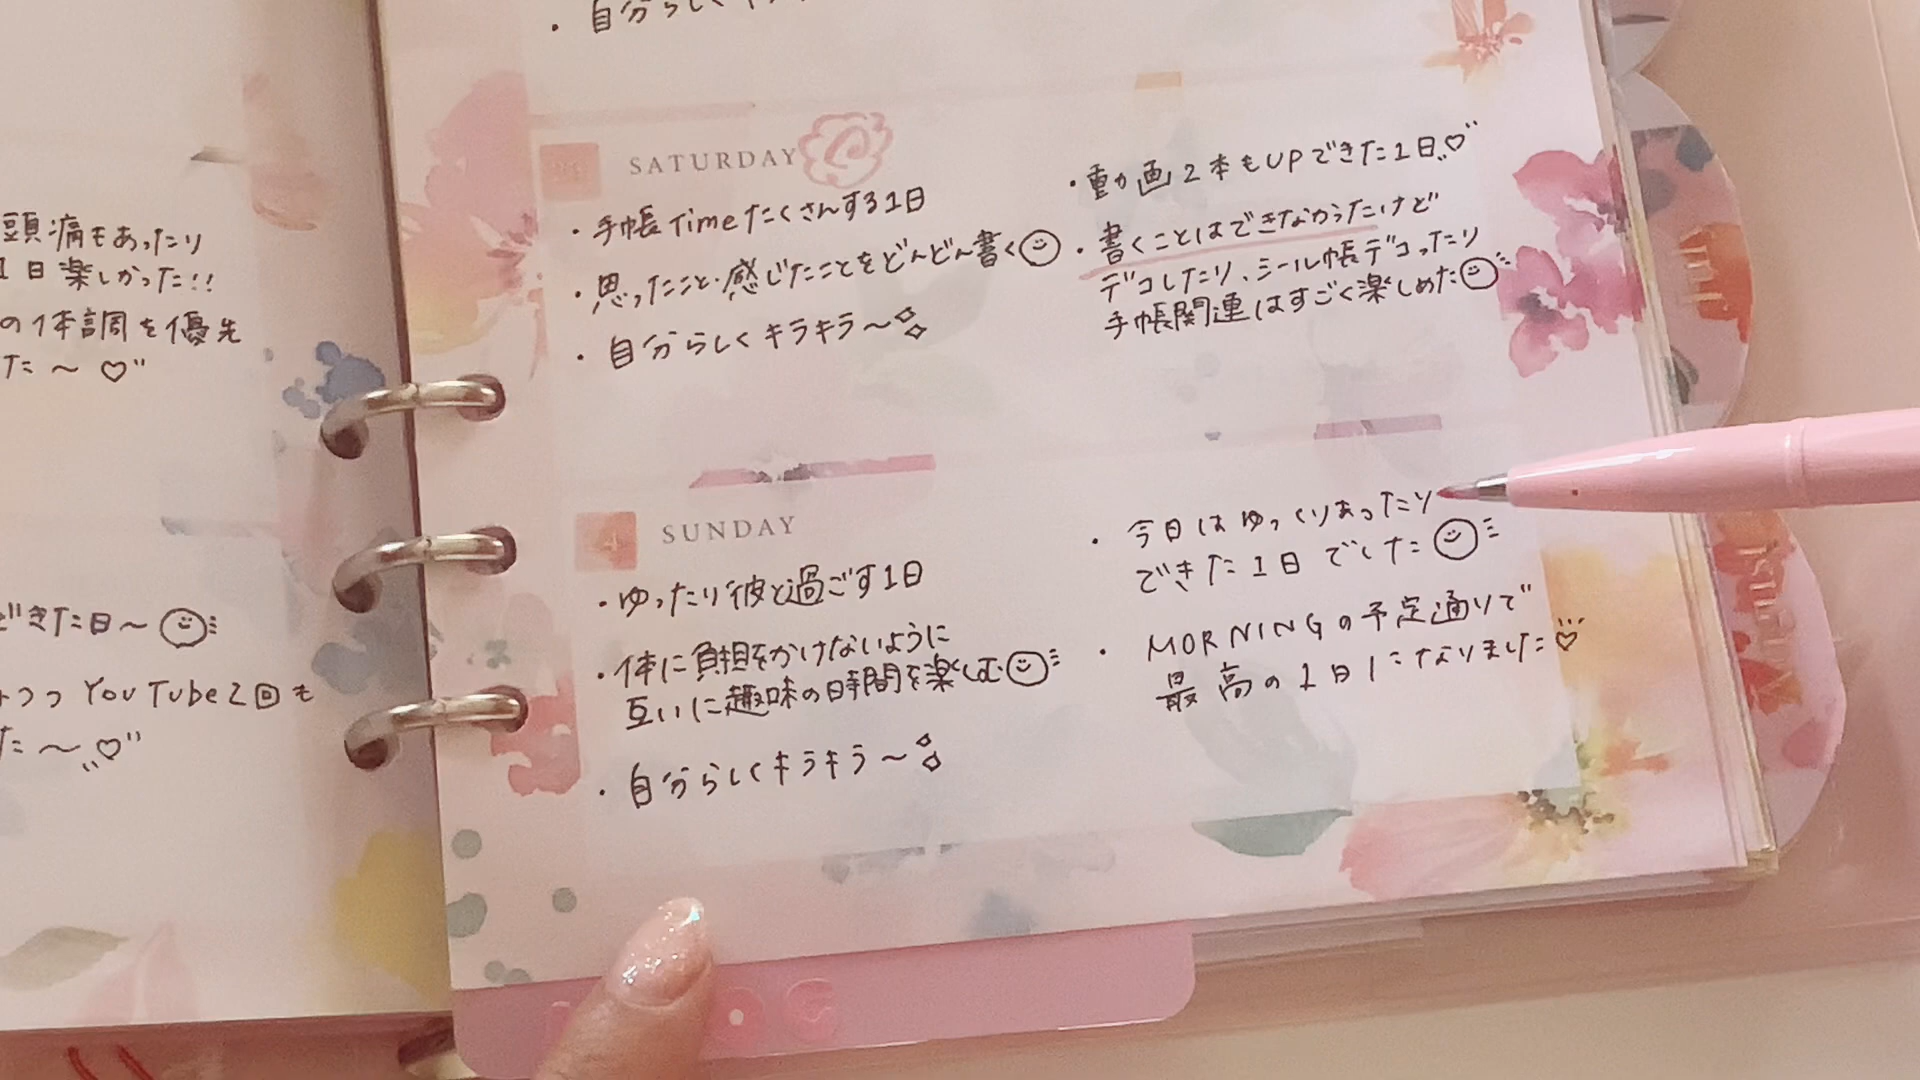 頭痛もあったり
1日楽しかった!!
の体調を優先
た～♡
できた日～
つつ YouTube2回も
た～♡
・自分らしくキラ
SATURDAY
・手帳Timeたくさんする1日
・思ったこと・感じたことをどんどん書く
・自分らしくキラキラ～
・動画2本もUPできた1日♡
・書くことはできなかったけど
デコしたり、シール帳デコったり
手帳関連はすごく楽しめた
4 SUNDAY
・ゆったり彼と過ごす1日
・体に負担をかけないように
互いに趣味の時間を楽しむ
・自分らしくキラキラ～
・今日はゆっくりまったり
できた1日でした
・MORNINGの予定通りで
最高の1日になりました♡